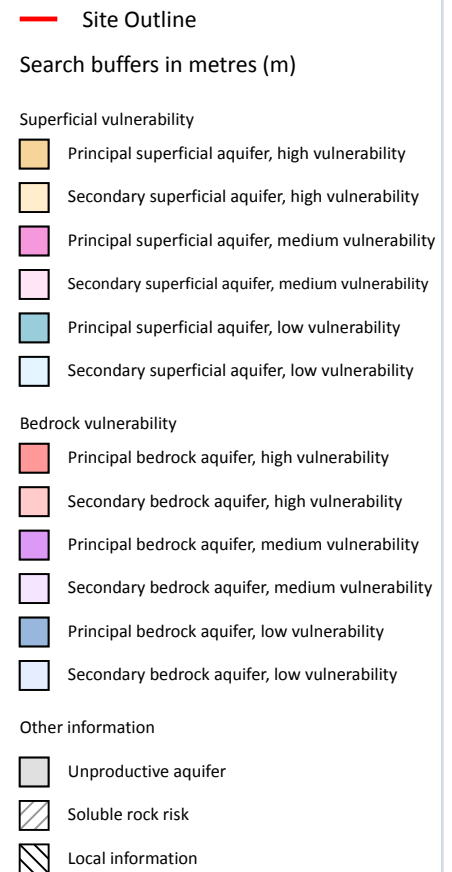 Site Outline
Search buffers in metres (m)
Superficial vulnerability
Principal superficial aquifer, high vulnerability
Secondary superficial aquifer, high vulnerability
Principal superficial aquifer, medium vulnerability
Secondary superficial aquifer, medium vulnerability
Principal superficial aquifer, low vulnerability
Secondary superficial aquifer, low vulnerability
Bedrock vulnerability
Principal bedrock aquifer, high vulnerability
Secondary bedrock aquifer, high vulnerability
Principal bedrock aquifer, medium vulnerability
Secondary bedrock aquifer, medium vulnerability
Principal bedrock aquifer, low vulnerability
Secondary bedrock aquifer, low vulnerability
Other information
Unproductive aquifer
Soluble rock risk
Local information